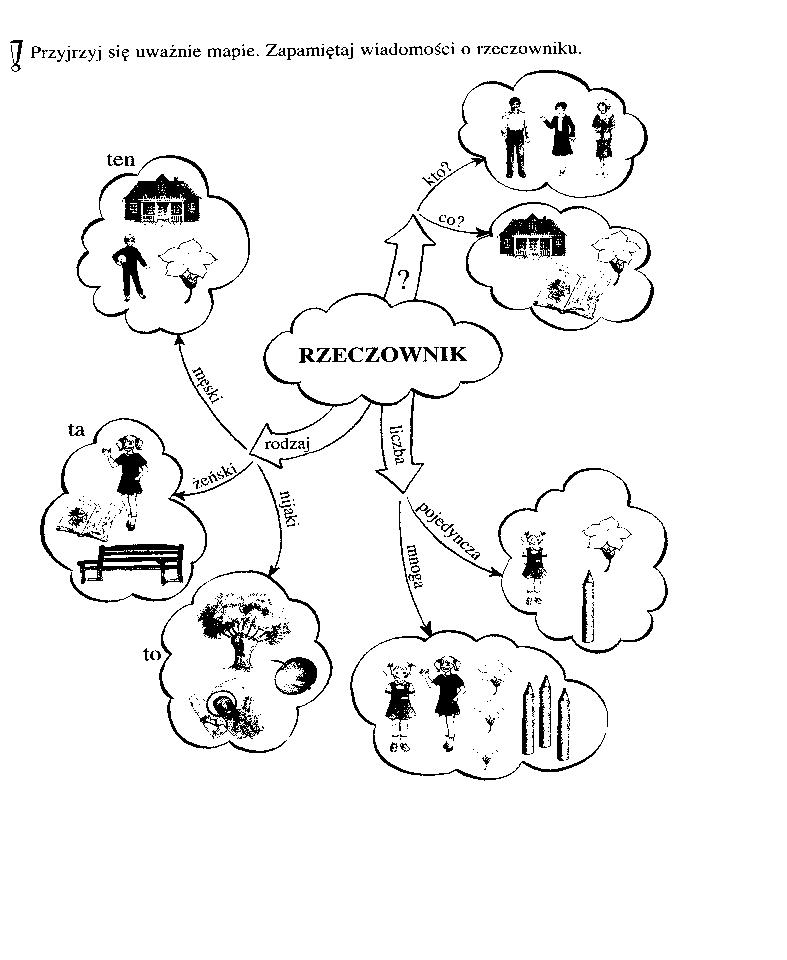 Przyjrzyj się uważnie mapie. Zapamiętaj wiadomości o rzeczowniku.
kto?
co?
?
RZECZOWNIK
ten
męski
rodzaj
ta
żeński
nijaki
to
liczba
pojedyncza
mnoga